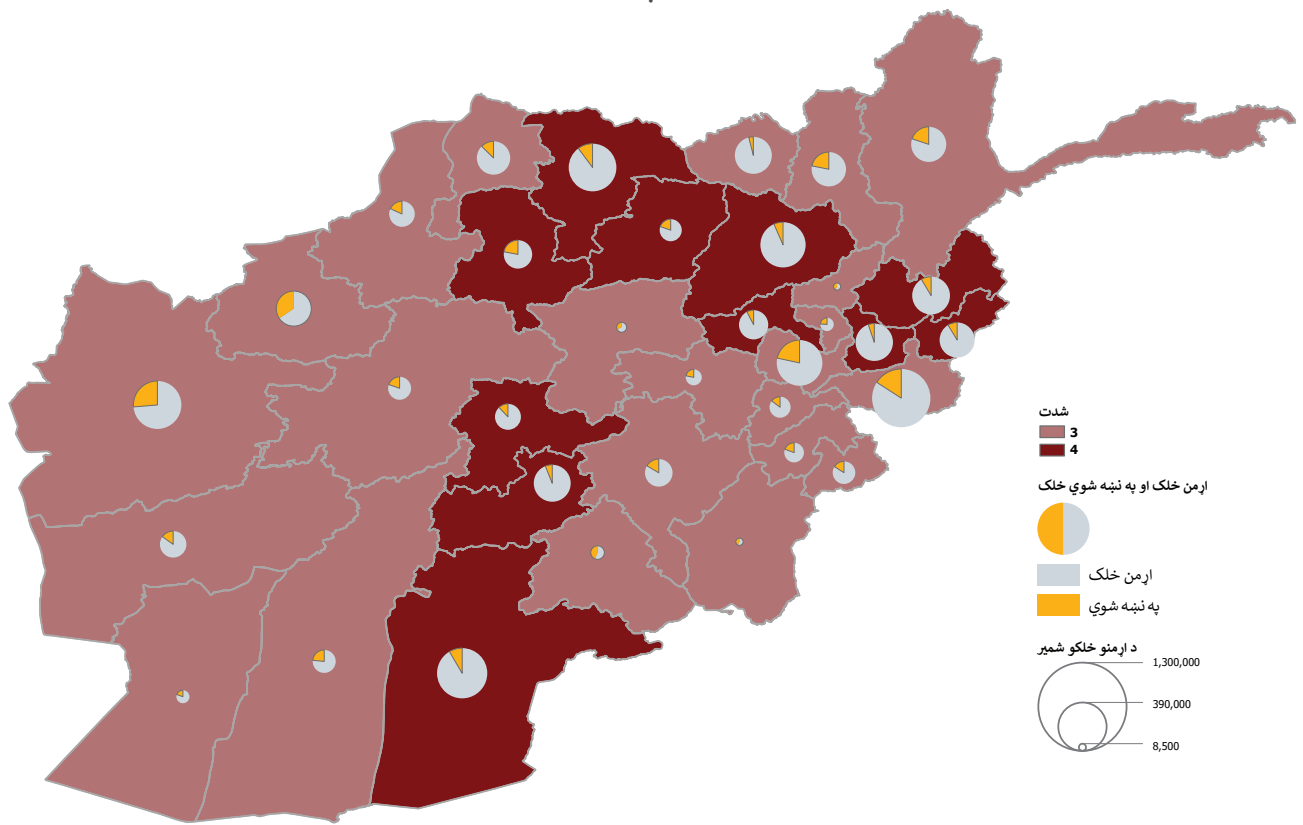 شدت
3
4
اړمن خلک او په نښه شوي خلک
اړمن خلک
په نښه شوي
د اړمنو خلکو شمېر
1,300,000
390,000
8,500